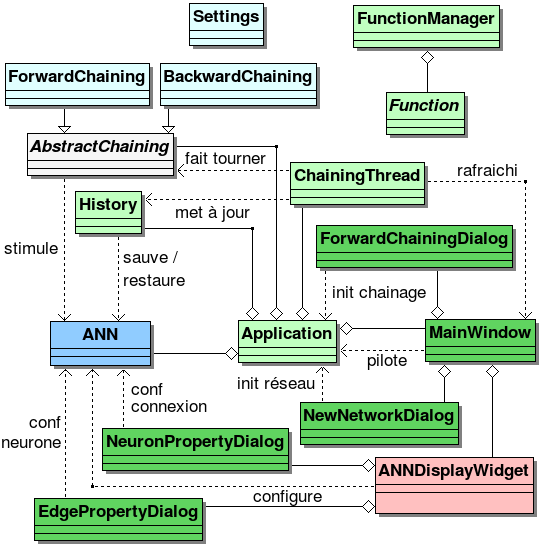 Settings
FunctionManager
ForwardChaining
BackwardChaining
Function
AbstractChaining
fait tourner
ChainingThread
rafraichi
History
met à jour
stimule
sauve /
restaure
ForwardChainingDialog
init chainage
ANN
Application
MainWindow
pilote
init réseau
conf
connexion
conf
neurone
NewNetworkDialog
NeuronPropertyDialog
ANNDisplayWidget
configure
EdgePropertyDialog